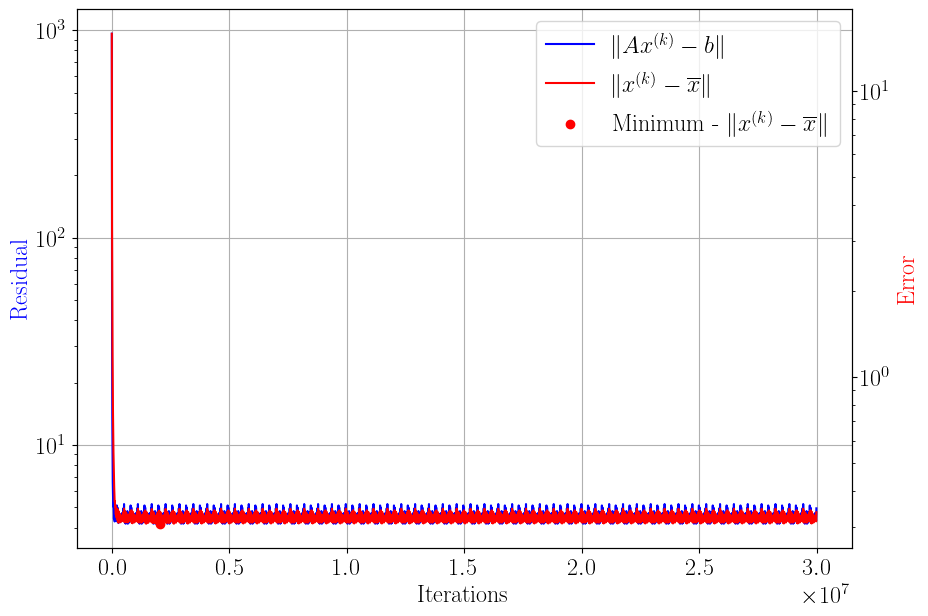 ‖Ax^(k) − b‖
‖x^(k) − x̅‖
Minimum - ‖x^(k) − x̅‖
10^3
10^2
10^1
Residual
10^1
10^0
Error
0.0 0.5 1.0 1.5 2.0 2.5 3.0
Iterations
×10^7